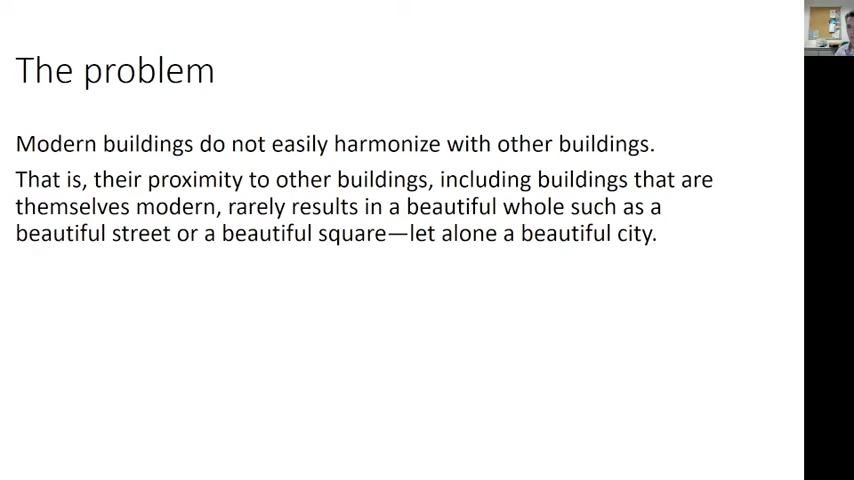 The problem
Modern buildings do not easily harmonize with other buildings.
That is, their proximity to other buildings, including buildings that are
themselves modern, rarely results in a beautiful whole such as a
beautiful street or a beautiful square—let alone a beautiful city.